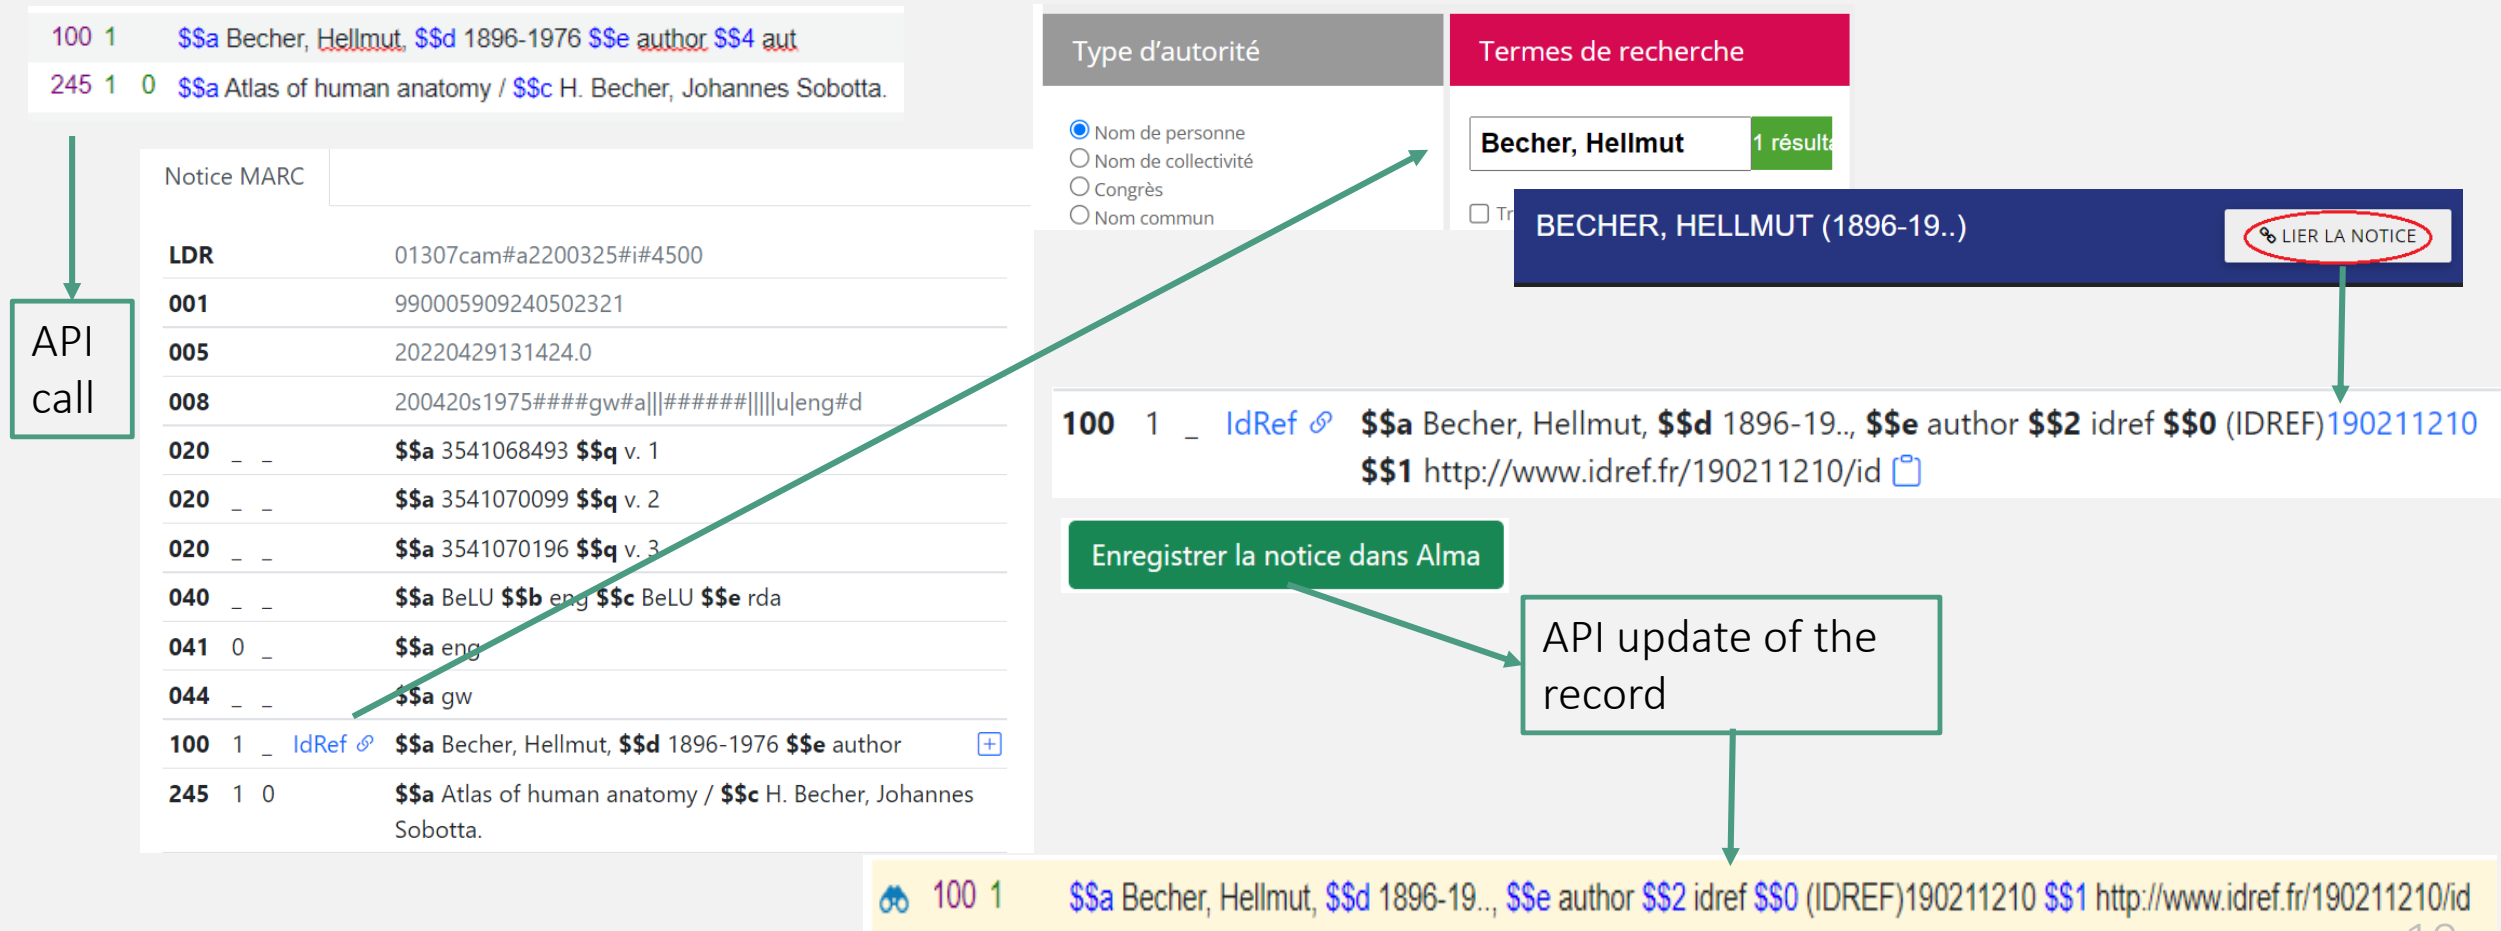 100 1 $$a Becher, Hellmut, $$d 1896-1976 $$e author $$4 aut
245 1 0 $$a Atlas of human anatomy / $$c H. Becher, Johannes Sobotta.
API
call
Notice MARC
LDR 01307cam#a2200325#i#4500
001 990005909240502321
005 20220429131424.0
008 200420s1975####gw#a|||######|||||u|eng#d
020 _ _ $$a 3541068493 $$q v. 1
020 _ _ $$a 3541070099 $$q v. 2
020 _ _ $$a 3541070196 $$q v. 3
040 _ _ $$a BeLU $$b eng $$c BeLU $$e rda
041 0 _ $$a eng
044 _ _ $$a gw
100 1 _ IdRef $$a Becher, Hellmut, $$d 1896-1976 $$e author
245 1 0 $$a Atlas of human anatomy / $$c H. Becher, Johannes
Sobotta.
Type d’autorité
Nom de personne
Nom de collectivité
Congrès
Nom commun
Termes de recherche
Becher, Hellmut 1 résulta
Tr
BECHER, HELLMUT (1896-19..)
LIER LA NOTICE
100 1 _ IdRef $$a Becher, Hellmut, $$d 1896-19.., $$e author $$2 idref $$0 (IDREF)190211210
$$1 http://www.idref.fr/190211210/id
Enregistrer la notice dans Alma
API update of the
record
100 1 $$a Becher, Hellmut, $$d 1896-19.., $$e author $$2 idref $$0 (IDREF)190211210 $$1 http://www.idref.fr/190211210/id